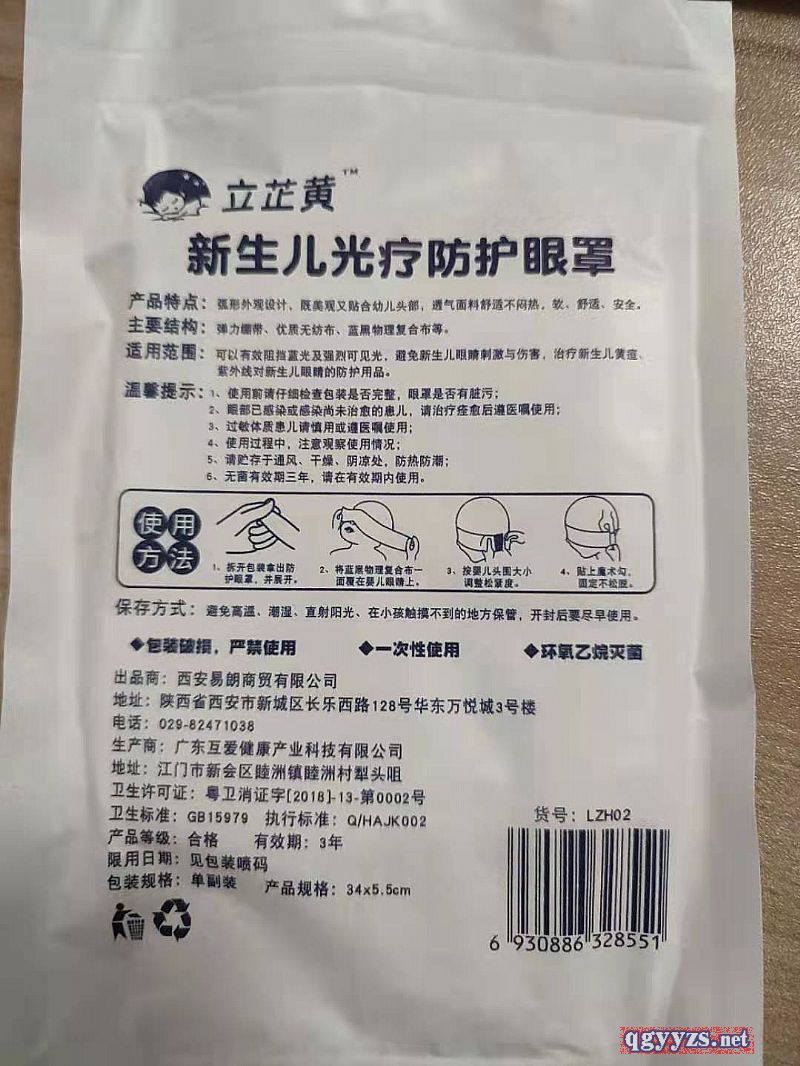 立芷黄™
新生儿光疗防护眼罩
产品特点：弧形外观设计、既美观又贴合幼儿头部，透气面料舒适不闷热，软、舒适、安全。
主要结构：弹力绷带、优质无纺布、蓝黑物理复合布等。
适用范围：可以有效阻挡蓝光及强烈可见光，避免新生儿眼睛刺激与伤害，治疗新生儿黄疸、
紫外线对新生儿眼睛的防护用品。
温馨提示：1、使用前请仔细检查包装是否完整，眼罩是否有脏污；
2、眼部已感染或感染尚未治愈的患儿，请治疗痊愈后遵医嘱使用；
3、过敏体质患儿请慎用或遵医嘱使用；
4、使用过程中，注意观察使用情况；
5、请贮存于通风、干燥、阴凉处，防热防潮；
6、无菌有效期三年，请在有效期内使用。
使用
方法
1、拆开包装拿出防
护眼罩，并展开。
2、将蓝黑物理复合布一
面覆在婴儿眼睛上。
3、按婴儿头围大小
调整松紧度。
4、贴上魔术勾，
固定不松脱。
保存方式：避免高温、潮湿、直射阳光、在小孩触摸不到的地方保管，开封后要尽早使用。
◆包装破损，严禁使用 ◆一次性使用 ◆环氧乙烷灭菌
出品商：西安易朗商贸有限公司
地址：陕西省西安市新城区长乐西路128号华东万悦城3号楼
电话：029-82471038
生产商：广东互爱健康产业科技有限公司
地址：江门市新会区睦洲镇睦洲村犁头咀
卫生许可证：粤卫消证字[2018]-13-第0002号
卫生标准：GB15979 执行标准：Q/HAJK002
产品等级：合格 有效期：3年
限用日期：见包装喷码
包装规格：单副装 产品规格：34x5.5cm
货号：LZH02
6 930886 328551
qgyyzs.net